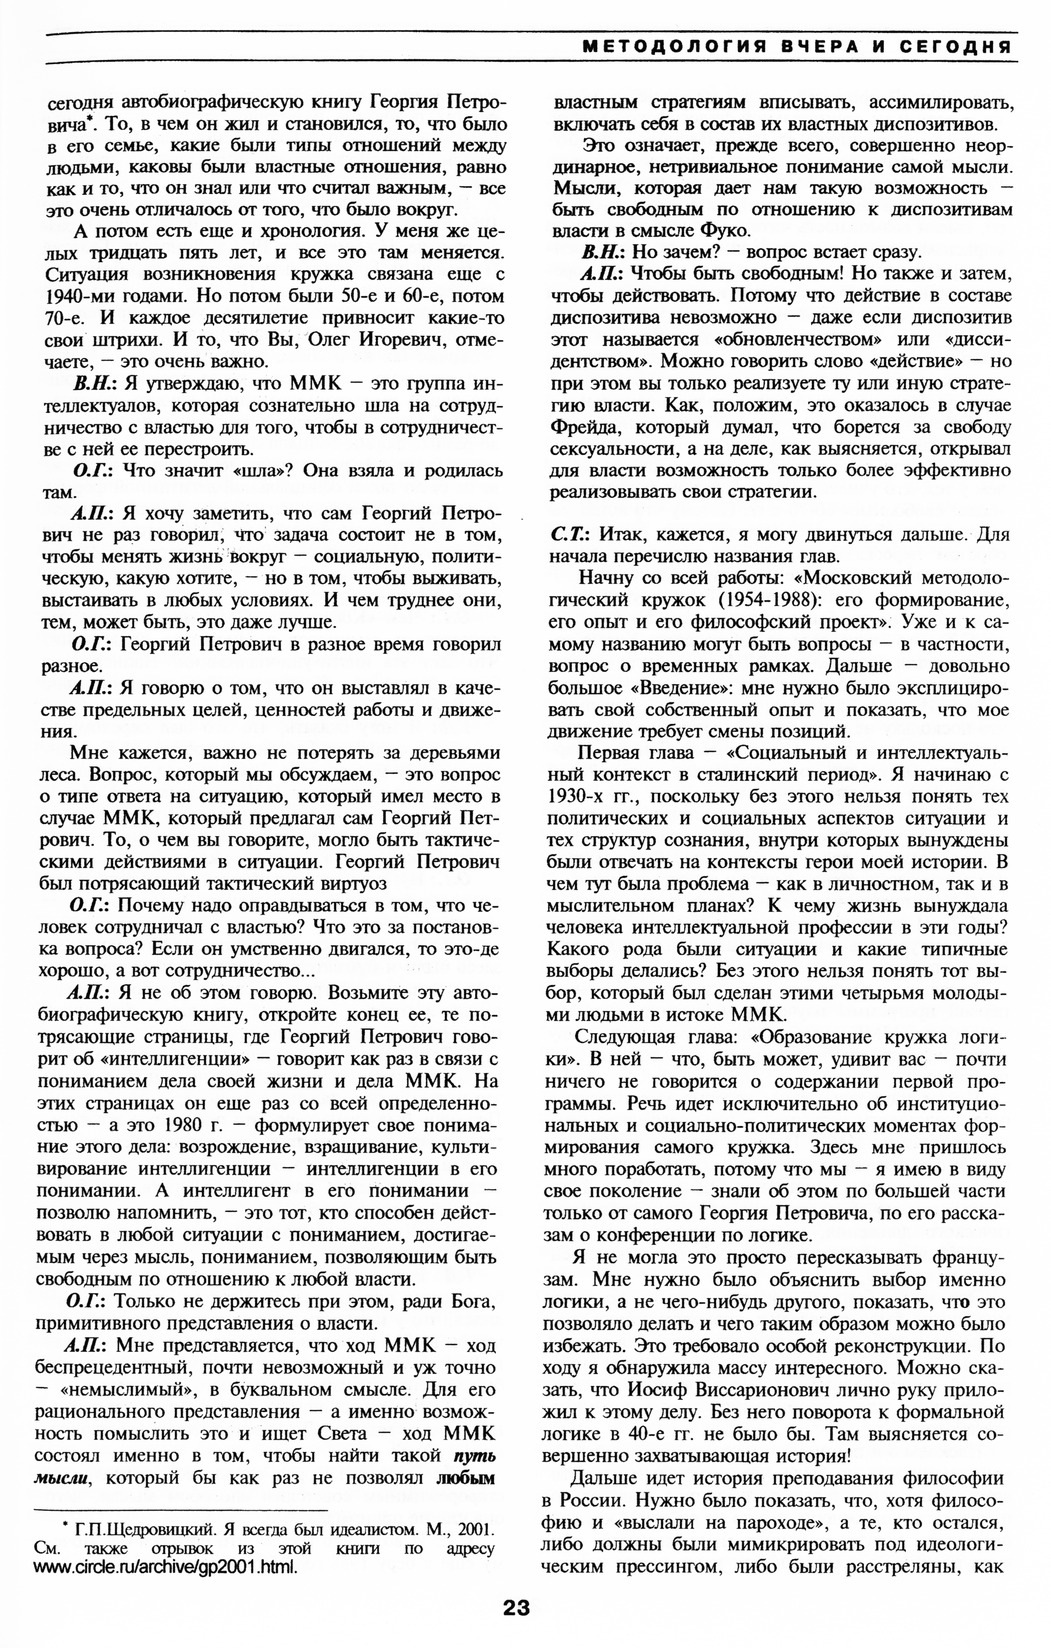 МЕТОДОЛОГИЯ ВЧЕРА И СЕГОДНЯ
сегодня автобиографическую книгу Георгия Петро-
вича*. То, в чем он жил и становился, то, что было
в его семье, какие были типы отношений между
людьми, каковы были властные отношения, равно
как и то, что он знал или что считал важным, — все
это очень отличалось от того, что было вокруг.
А потом есть еще и хронология. У меня же це-
лых тридцать пять лет, и все это там меняется.
Ситуация возникновения кружка связана еще с
1940-ми годами. Но потом были 50-е и 60-е, потом
70-е. И каждое десятилетие привносит какие-то
свои штрихи. И то, что Вы, Олег Игоревич, отме-
чаете, — это очень важно.
В.Н.: Я утверждаю, что ММК — это группа ин-
теллектуалов, которая сознательно шла на сотруд-
ничество с властью для того, чтобы в сотрудничест-
ве с ней ее перестроить.
О.Г.: Что значит «шла»? Она взяла и родилась
там.
А.П.: Я хочу заметить, что сам Георгий Петро-
вич не раз говорил, что задача состоит не в том,
чтобы менять жизнь вокруг — социальную, полити-
ческую, какую хотите, — но в том, чтобы выживать,
выстаивать в любых условиях. И чем труднее они,
тем, может быть, это даже лучше.
О.Г.: Георгий Петрович в разное время говорил
разное.
А.П.: Я говорю о том, что он выставлял в каче-
стве предельных целей, ценностей работы и движе-
ния.
Мне кажется, важно не потерять за деревьями
леса. Вопрос, который мы обсуждаем, — это вопрос
о типе ответа на ситуацию, который имел место в
случае ММК, который предлагал сам Георгий Пет-
рович. То, о чем вы говорите, могло быть тактиче-
скими действиями в ситуации. Георгий Петрович
был потрясающий тактический виртуоз
О.Г.: Почему надо оправдываться в том, что че-
ловек сотрудничал с властью? Что это за постанов-
ка вопроса? Если он умственно двигался, то это-де
хорошо, а вот сотрудничество...
А.П.: Я не об этом говорю. Возьмите эту авто-
биографическую книгу, откройте конец ее, те по-
трясающие страницы, где Георгий Петрович гово-
рит об «интеллигенции» — говорит как раз в связи с
пониманием дела своей жизни и дела ММК. На
этих страницах он еще раз со всей определенно-
стью — а это 1980 г. — формулирует свое понима-
ние этого дела: возрождение, взращивание, культи-
вирование интеллигенции — интеллигенции в его
понимании. А интеллигент в его понимании —
позволю напомнить, — это тот, кто способен дейст-
вовать в любой ситуации с пониманием, достигае-
мым через мысль, пониманием, позволяющим быть
свободным по отношению к любой власти.
О.Г.: Только не держитесь при этом, ради Бога,
примитивного представления о власти.
А.П.: Мне представляется, что ход ММК — ход
беспрецедентный, почти невозможный и уж точно
— «немыслимый», в буквальном смысле. Для его
рационального представления — а именно возмож-
ность помыслить это и ищет Света — ход ММК
состоял именно в том, чтобы найти такой путь
мысли, который бы как раз не позволял любым
* Г.П.Щедровицкий. Я всегда был идеалистом. М., 2001.
См. также отрывок из этой книги по адресу
www.circle.ru/archive/gp2001.html.
властным стратегиям вписывать, ассимилировать,
включать себя в состав их властных диспозитивов.
Это означает, прежде всего, совершенно неор-
динарное, нетривиальное понимание самой мысли.
Мысли, которая дает нам такую возможность —
быть свободным по отношению к диспозитивам
власти в смысле Фуко.
В.Н.: Но зачем? — вопрос встает сразу.
А.П.: Чтобы быть свободным! Но также и затем,
чтобы действовать. Потому что действие в составе
диспозитива невозможно — даже если диспозитив
этот называется «обновленчеством» или «дисси-
дентством». Можно говорить слово «действие» — но
при этом вы только реализуете ту или иную страте-
гию власти. Как, положим, это оказалось в случае
Фрейда, который думал, что борется за свободу
сексуальности, а на деле, как выясняется, открывал
для власти возможность только более эффективно
реализовывать свои стратегии.
С.Т.: Итак, кажется, я могу двинуться дальше. Для
начала перечислю названия глав.
Начну со всей работы: «Московский методоло-
гический кружок (1954-1988): его формирование,
его опыт и его философский проект». Уже и к са-
мому названию могут быть вопросы — в частности,
вопрос о временных рамках. Дальше — довольно
большое «Введение»: мне нужно было эксплициро-
вать свой собственный опыт и показать, что мое
движение требует смены позиций.
Первая глава — «Социальный и интеллектуаль-
ный контекст в сталинский период». Я начинаю с
1930-х гг., поскольку без этого нельзя понять тех
политических и социальных аспектов ситуации и
тех структур сознания, внутри которых вынуждены
были отвечать на контексты герои моей истории. В
чем тут была проблема — как в личностном, так и в
мыслительном планах? К чему жизнь вынуждала
человека интеллектуальной профессии в эти годы?
Какого рода были ситуации и какие типичные
выборы делались? Без этого нельзя понять тот вы-
бор, который был сделан этими четырьмя молоды-
ми людьми в истоке ММК.
Следующая глава: «Образование кружка логи-
ки». В ней — что, быть может, удивит вас — почти
ничего не говорится о содержании первой про-
граммы. Речь идет исключительно об институцио-
нальных и социально-политических моментах фор-
мирования самого кружка. Здесь мне пришлось
много поработать, потому что мы — я имею в виду
свое поколение — знали об этом по большей части
только от самого Георгия Петровича, по его расска-
зам о конференции по логике.
Я не могла это просто пересказывать францу-
зам. Мне нужно было объяснить выбор именно
логики, а не чего-нибудь другого, показать, что это
позволяло делать и чего таким образом можно было
избежать. Это требовало особой реконструкции. По
ходу я обнаружила массу интересного. Можно ска-
зать, что Иосиф Виссарионович лично руку прило-
жил к этому делу. Без него поворота к формальной
логике в 40-е гг. не было бы. Там выясняется со-
вершенно захватывающая история!
Дальше идет история преподавания философии
в России. Нужно было показать, что, хотя филосо-
фию и «выслали на пароходе», а те, кто остался,
либо должны были мимикрировать под идеологи-
ческим прессингом, либо были расстреляны, как
23